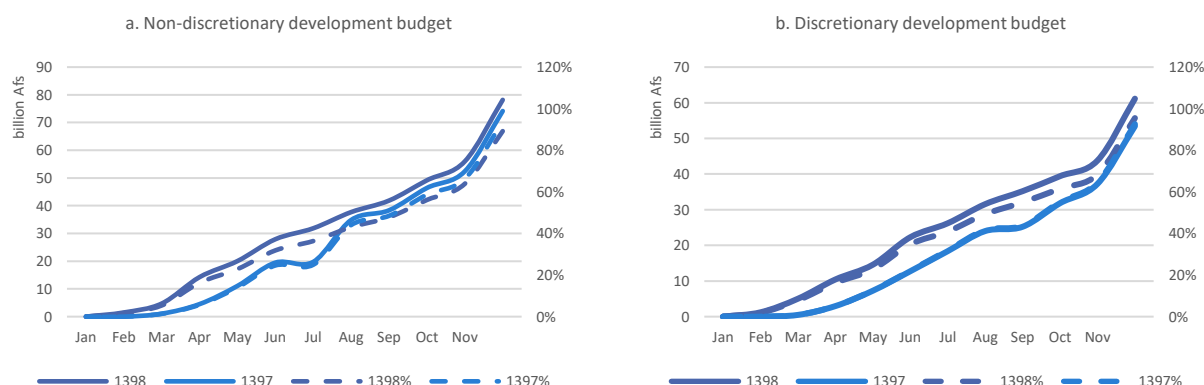 a. Non-discretionary development budget
billion Afs
90 120%
80 100%
70
60 80%
50 60%
40
30 40%
20 20%
10
0 0%
Jan Feb Mar Apr May Jun Jul Aug Sep Oct Nov
1398 1397 1398% 1397%
b. Discretionary development budget
billion Afs
70 120%
60 100%
50 80%
40 60%
30
20 40%
10 20%
0 0%
Jan Feb Mar Apr May Jun Jul Aug Sep Oct Nov
1398 1397 1398% 1397%